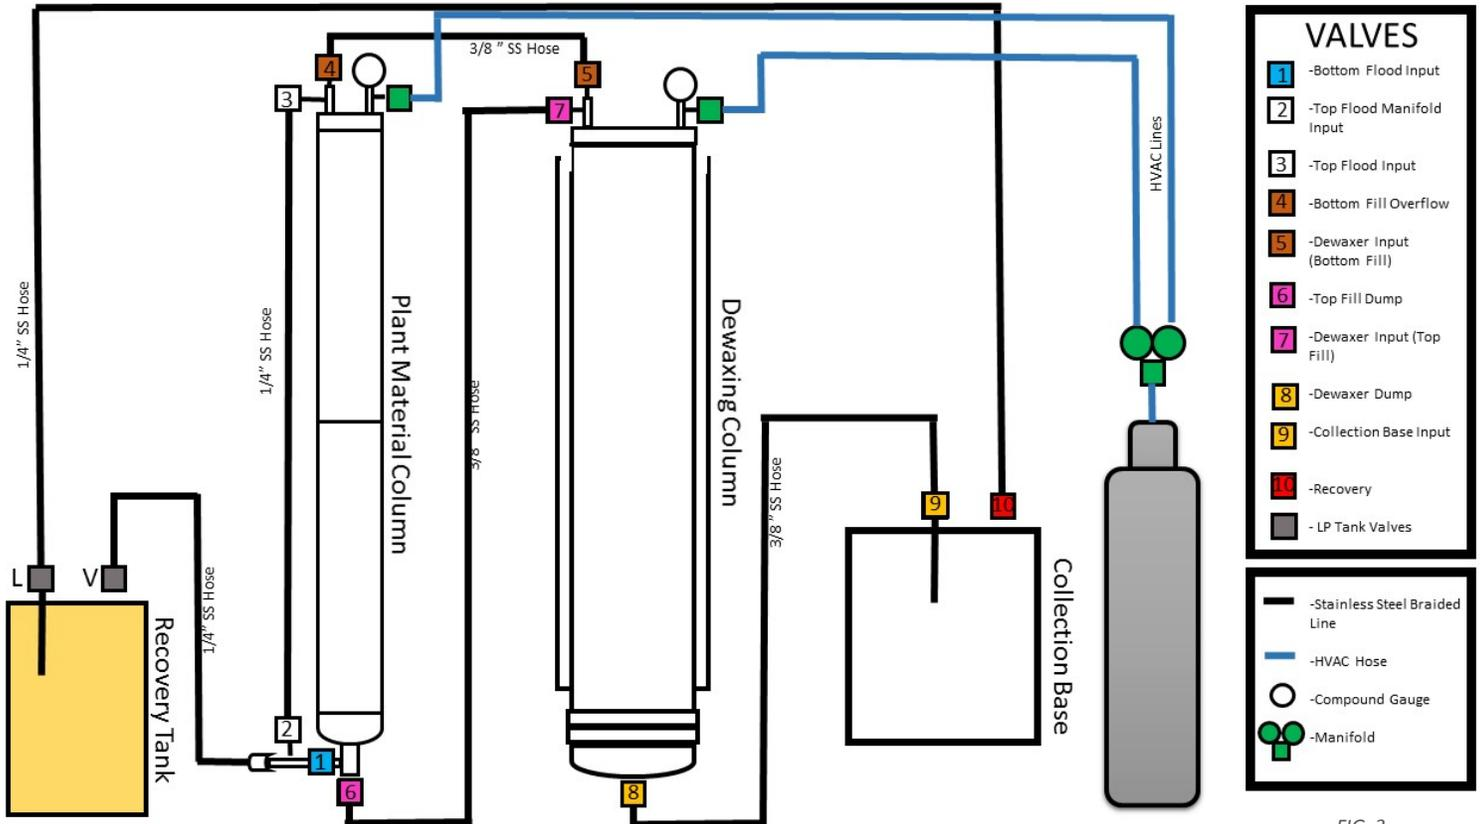 3/8 " SS Hose
4
5
3
7
HVAC Lines
1/4" SS Hose
1/4" SS Hose
Plant Material Column
3/8 " SS Hose
Dewaxing Column
3/8 " SS Hose
9
10
L
V
1/4" SS Hose
Recovery Tank
Collection Base
2
1
6
8
VALVES
1 -Bottom Flood Input
2 -Top Flood Manifold
Input
3 -Top Flood Input
4 -Bottom Fill Overflow
5 -Dewaxer Input
(Bottom Fill)
6 -Top Fill Dump
7 -Dewaxer Input (Top
Fill)
8 -Dewaxer Dump
9 -Collection Base Input
10 -Recovery
- LP Tank Valves
-Stainless Steel Braided
Line
-HVAC Hose
-Compound Gauge
-Manifold